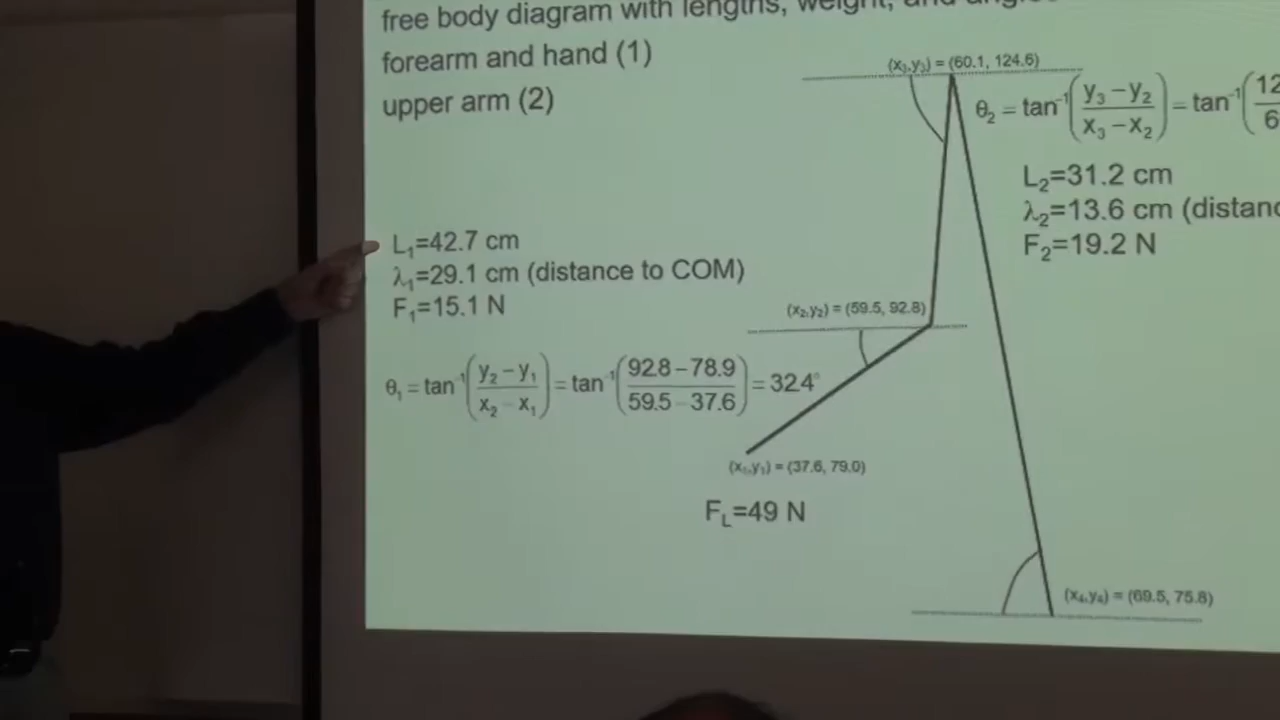 free body diagram with lengths, weight, and angles
forearm and hand (1)
upper arm (2)
(x₃,y₃) = (60.1, 124.6)
θ₂ = tan⁻¹((y₃ – y₂)/(x₃ – x₂)) = tan⁻¹(12
6
L₂=31.2 cm
λ₂=13.6 cm (distanc
F₂=19.2 N
L₁=42.7 cm
λ₁=29.1 cm (distance to COM)
F₁=15.1 N
(x₂,y₂) = (59.5, 92.8)
θ₁ = tan⁻¹((y₂ – y₁)/(x₂ – x₁)) = tan⁻¹((92.8 – 78.9)/(59.5 – 37.6)) = 32.4°
(x₁,y₁) = (37.6, 79.0)
F_L=49 N
(x₄,y₄) = (69.5, 75.8)